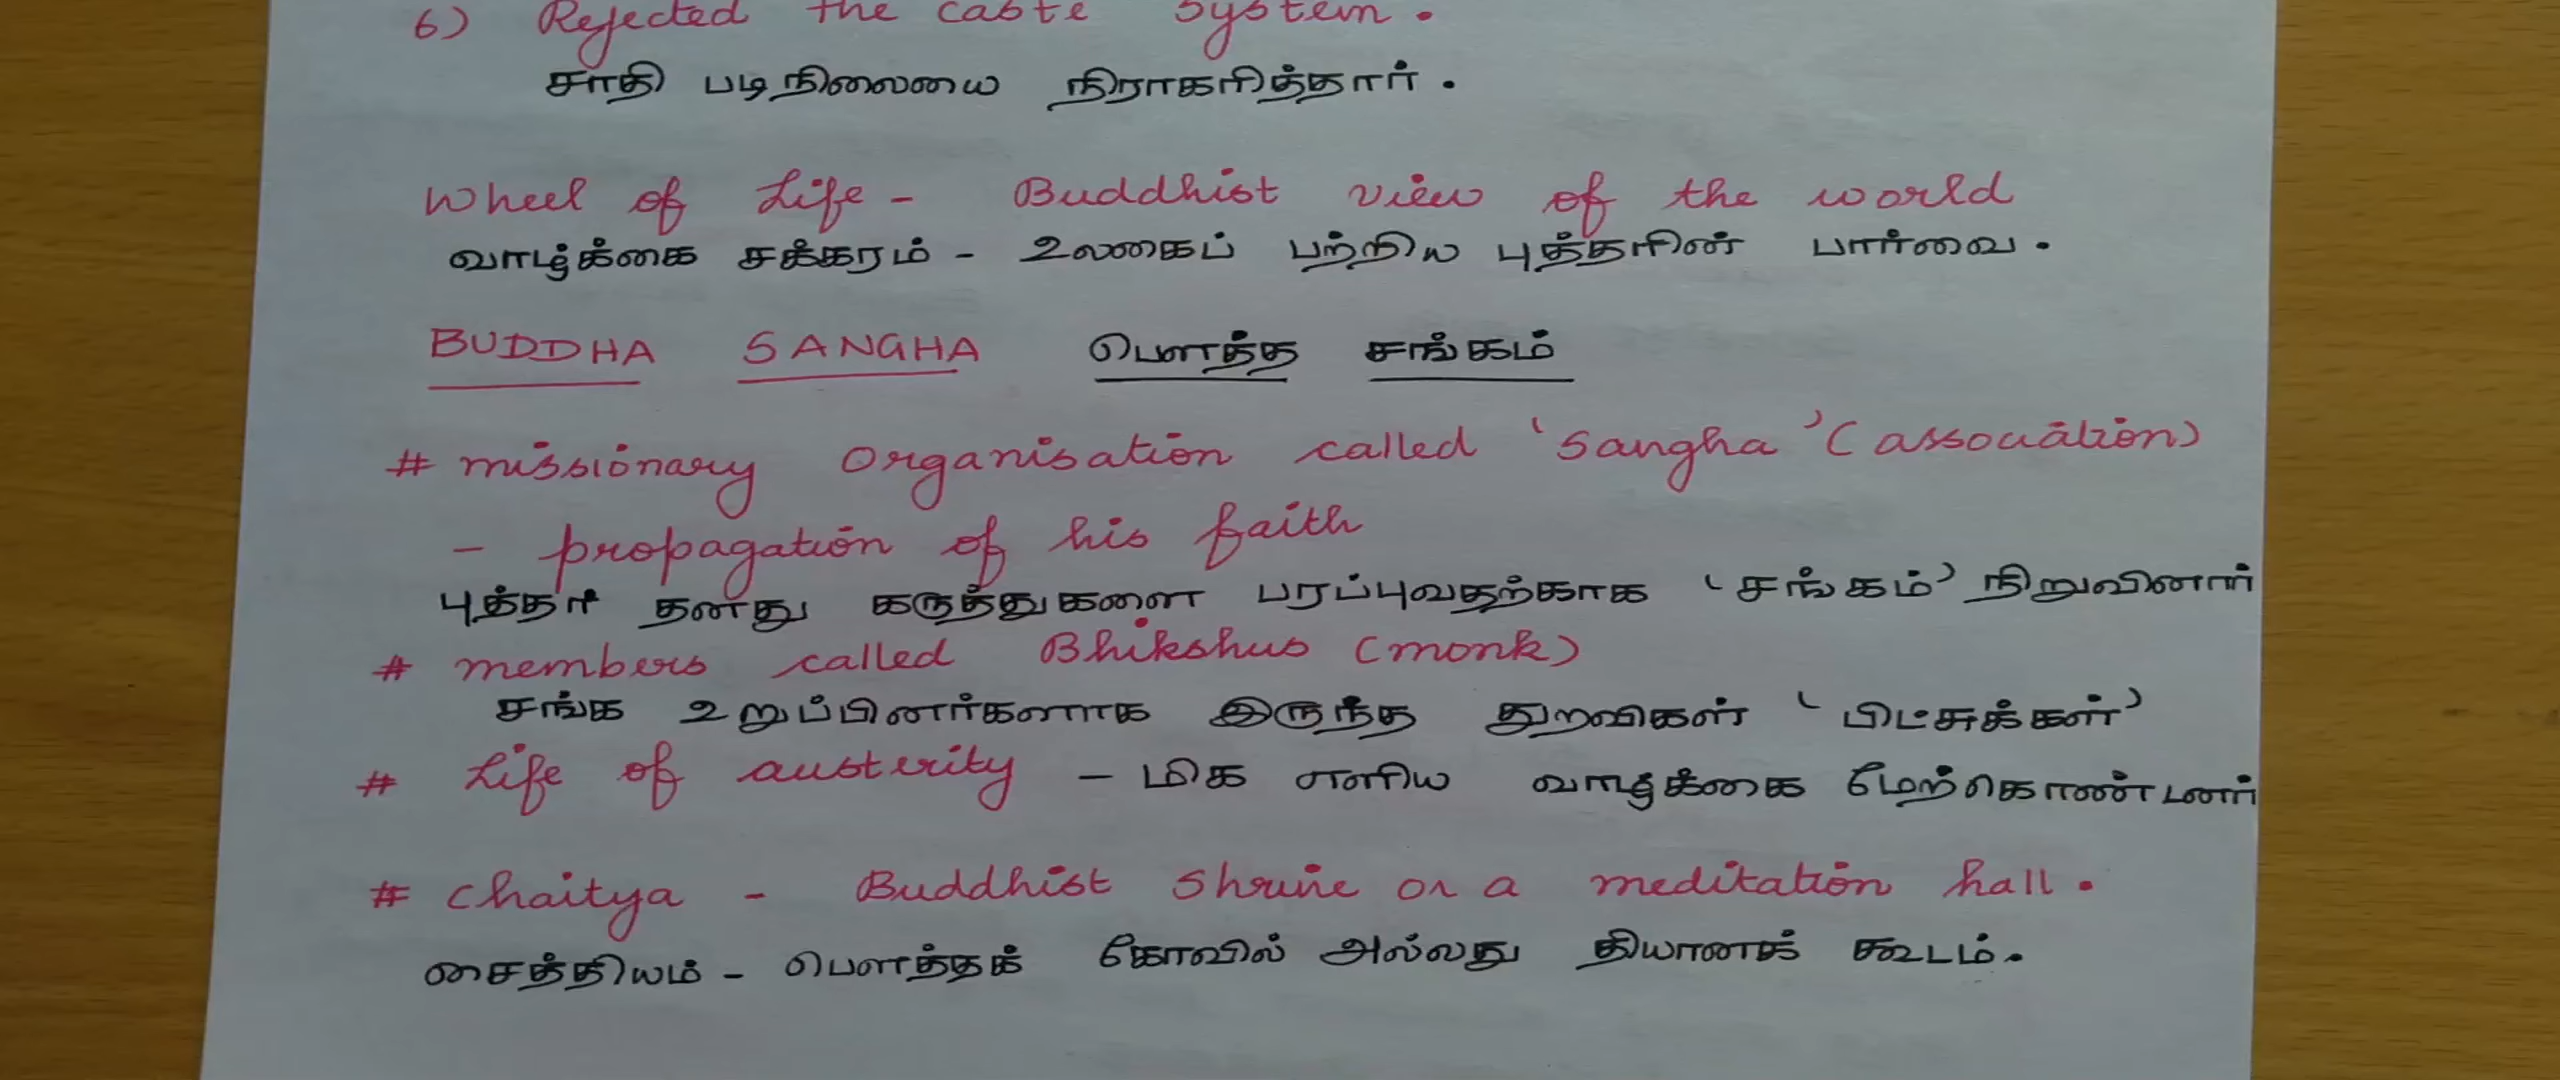 6) Rejected the caste system.
சாதி படிநிலையை நிராகரித்தார்.
Wheel of Life - Buddhist view of the world
வாழ்க்கை சக்கரம் - உலகைப் பற்றிய புத்தரின் பார்வை.
BUDDHA SANGHA பௌத்த சங்கம்
# missionary organisation called 'Sangha' (association)
- propagation of his faith
புத்தர் தனது கருத்துகளை பரப்புவதற்காக 'சங்கம்' நிறுவினார்
# members called Bhikshus (monk)
சங்க உறுப்பினர்களாக இருந்த துறவிகள் 'பிட்சுக்கள்'
# Life of austerity - மிக எளிய வாழ்க்கை மேற்கொண்டனர்
# Chaitya - Buddhist Shrine or a meditation hall.
சைத்தியம் - பௌத்தக் கோவில் அல்லது தியானக் கூடம்.